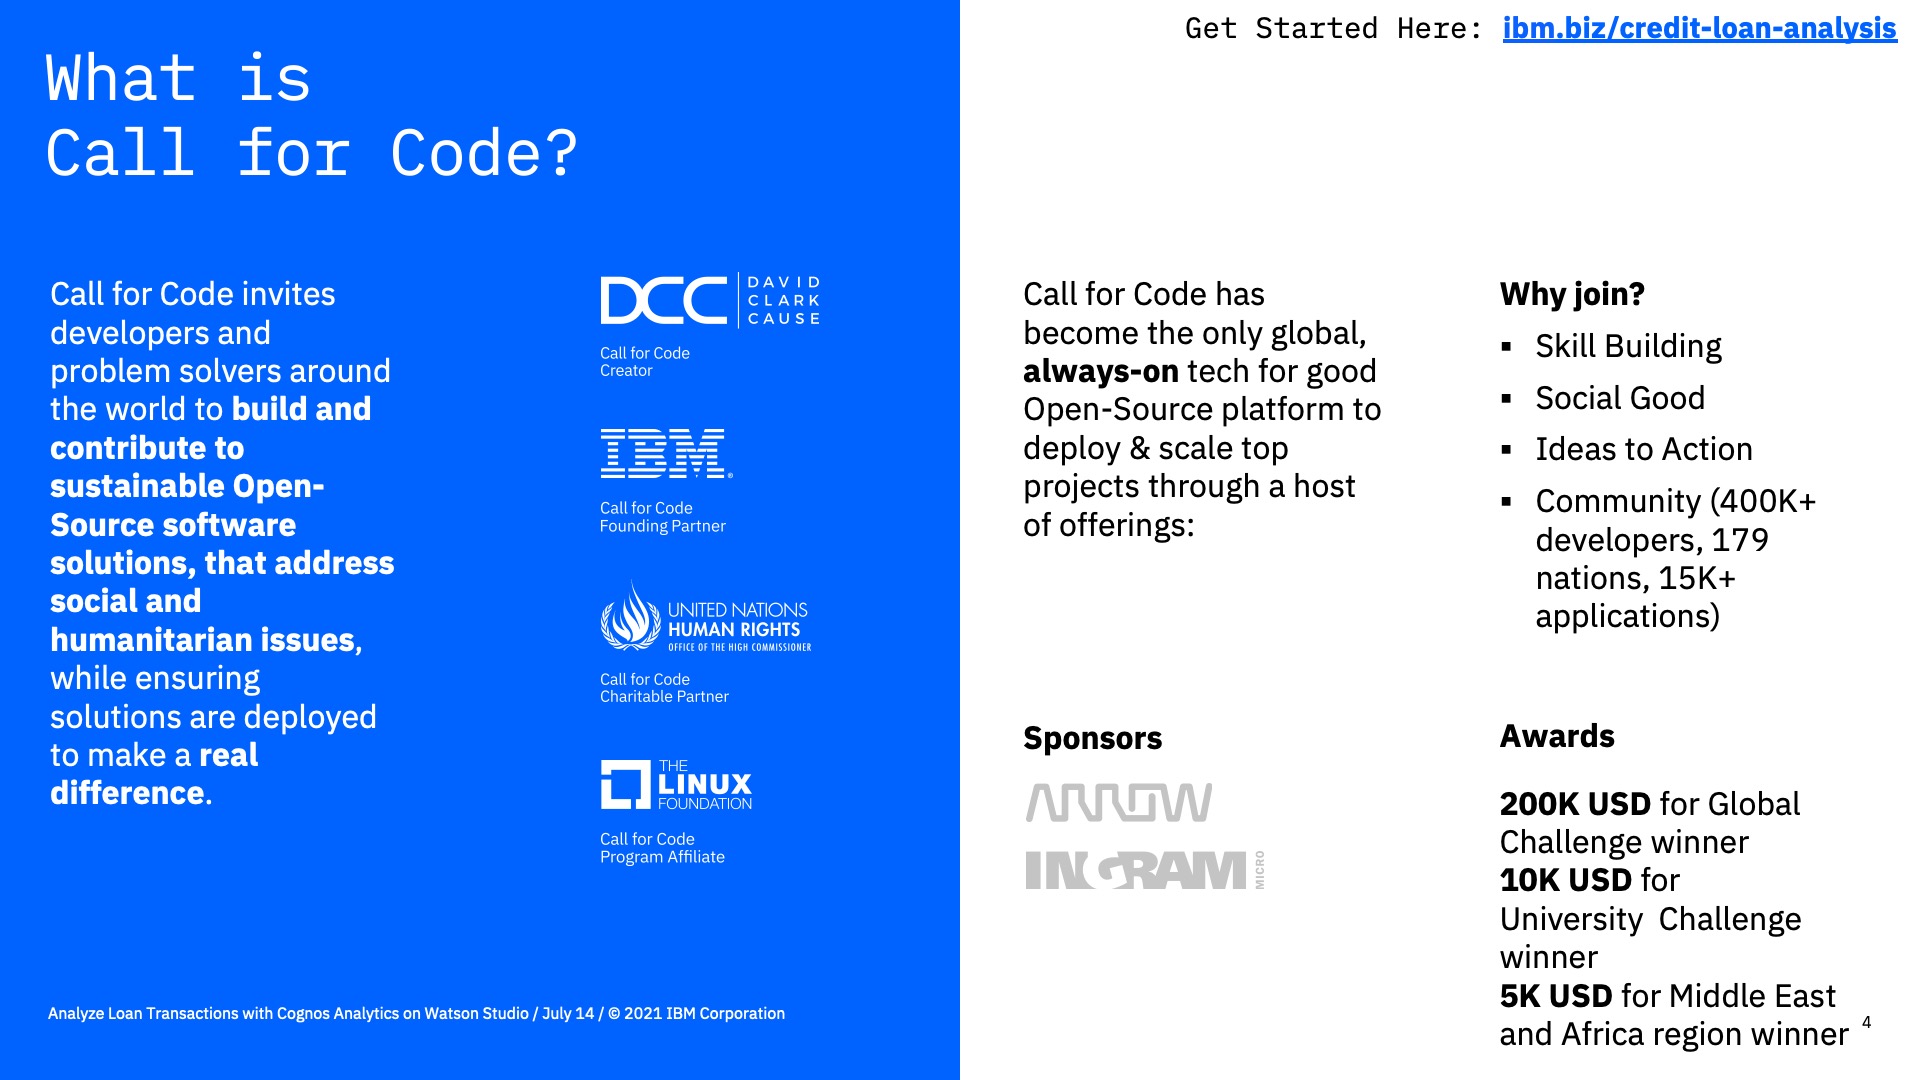 Get Started Here: ibm.biz/credit-loan-analysis
What is
Call for Code?
Call for Code invites
developers and
problem solvers around
the world to build and
contribute to
sustainable Open-
Source software
solutions, that address
social and
humanitarian issues,
while ensuring
solutions are deployed
to make a real
difference.
DCC
DAVID
CLARK
CAUSE
Call for Code
Creator
IBM®
Call for Code
Founding Partner
UNITED NATIONS
HUMAN RIGHTS
OFFICE OF THE HIGH COMMISSIONER
Call for Code
Charitable Partner
THE
LINUX
FOUNDATION
Call for Code
Program Affiliate
Call for Code has
become the only global,
always-on tech for good
Open-Source platform to
deploy & scale top
projects through a host
of offerings:
Why join?
▪ Skill Building
▪ Social Good
▪ Ideas to Action
▪ Community (400K+
developers, 179
nations, 15K+
applications)
Sponsors
ARROW
INGRAM MICRO
Awards
200K USD for Global
Challenge winner
10K USD for
University  Challenge
winner
5K USD for Middle East
and Africa region winner
Analyze Loan Transactions with Cognos Analytics on Watson Studio / July 14 / © 2021 IBM Corporation
4